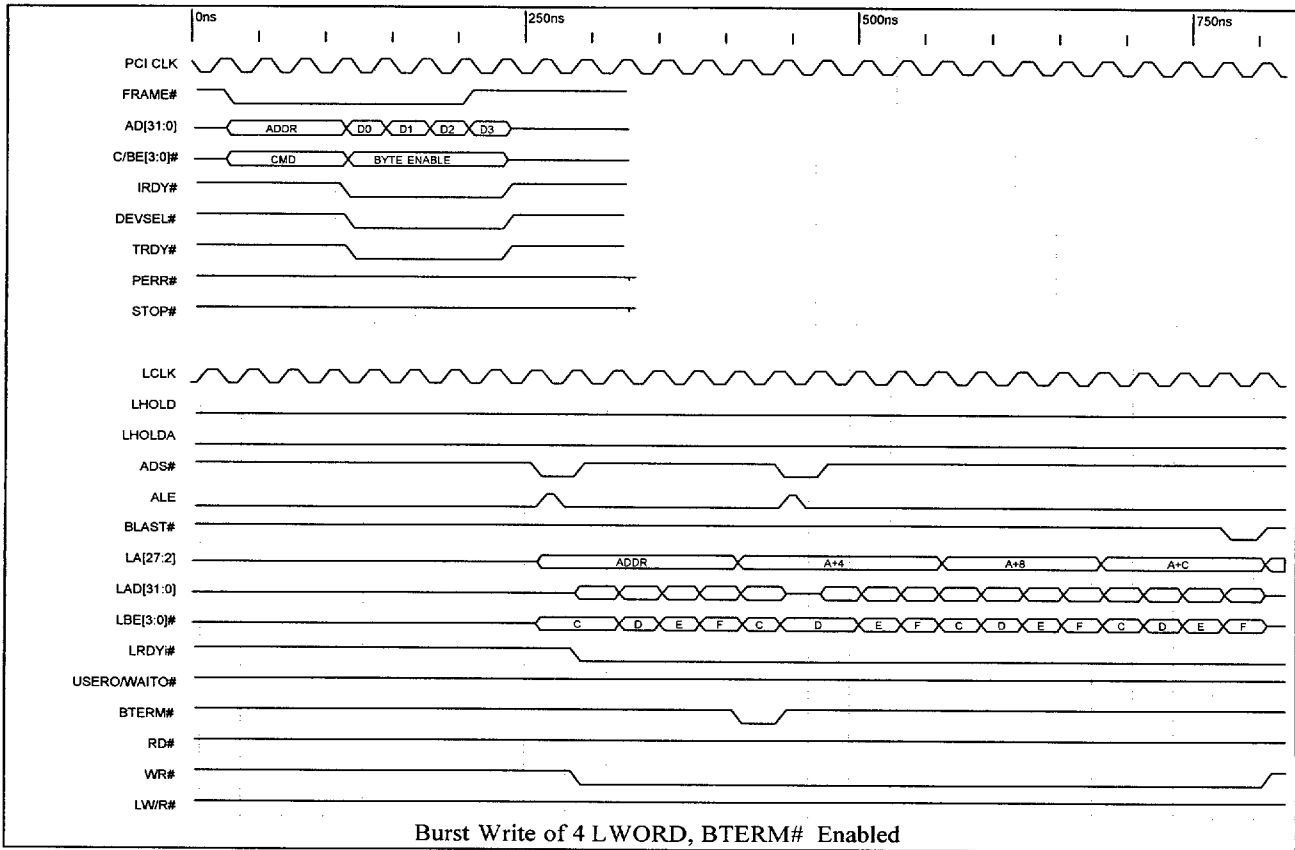 0ns 250ns 500ns 750ns
PCI CLK
FRAME#
AD[31:0] ADDR D0 D1 D2 D3
C/BE[3:0]# CMD BYTE ENABLE
IRDY#
DEVSEL#
TRDY#
PERR#
STOP#
LCLK
LHOLD
LHOLDA
ADS#
ALE
BLAST#
LA[27:2] ADDR A+4 A+8 A+C
LAD[31:0]
LBE[3:0]# C D E F C D E F C D E F C D E F
LRDYi#
USERO/WAITO#
BTERM#
RD#
WR#
LW/R#
Burst Write of 4 LWORD, BTERM# Enabled